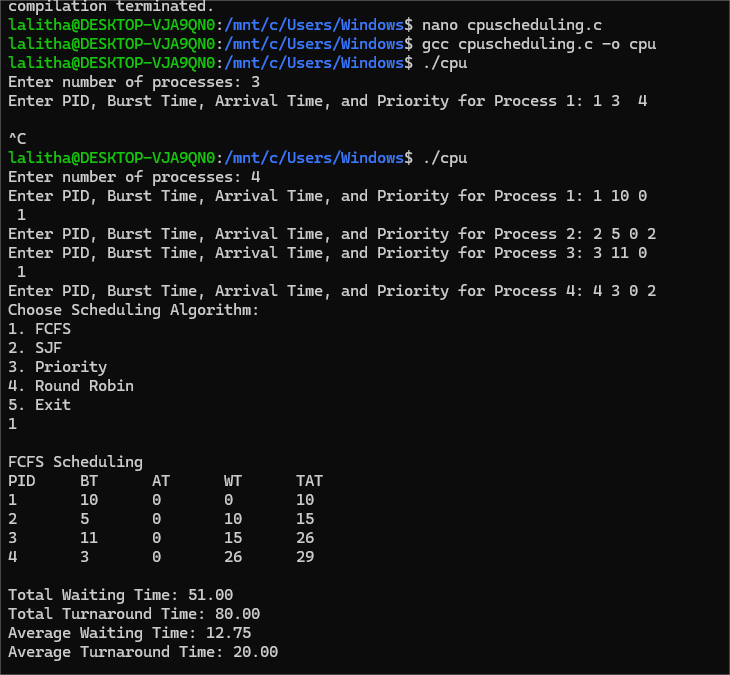 compilation terminated.
lalitha@DESKTOP-VJA9QN0:/mnt/c/Users/Windows$ nano cpuscheduling.c
lalitha@DESKTOP-VJA9QN0:/mnt/c/Users/Windows$ gcc cpuscheduling.c -o cpu
lalitha@DESKTOP-VJA9QN0:/mnt/c/Users/Windows$ ./cpu
Enter number of processes: 3
Enter PID, Burst Time, Arrival Time, and Priority for Process 1: 1 3  4
^C
lalitha@DESKTOP-VJA9QN0:/mnt/c/Users/Windows$ ./cpu
Enter number of processes: 4
Enter PID, Burst Time, Arrival Time, and Priority for Process 1: 1 10 0
1
Enter PID, Burst Time, Arrival Time, and Priority for Process 2: 2 5 0 2
Enter PID, Burst Time, Arrival Time, and Priority for Process 3: 3 11 0
1
Enter PID, Burst Time, Arrival Time, and Priority for Process 4: 4 3 0 2
Choose Scheduling Algorithm:
1. FCFS
2. SJF
3. Priority
4. Round Robin
5. Exit
1
FCFS Scheduling
PID     BT      AT      WT      TAT
1       10      0       0       10
2       5       0       10      15
3       11      0       15      26
4       3       0       26      29
Total Waiting Time: 51.00
Total Turnaround Time: 80.00
Average Waiting Time: 12.75
Average Turnaround Time: 20.00